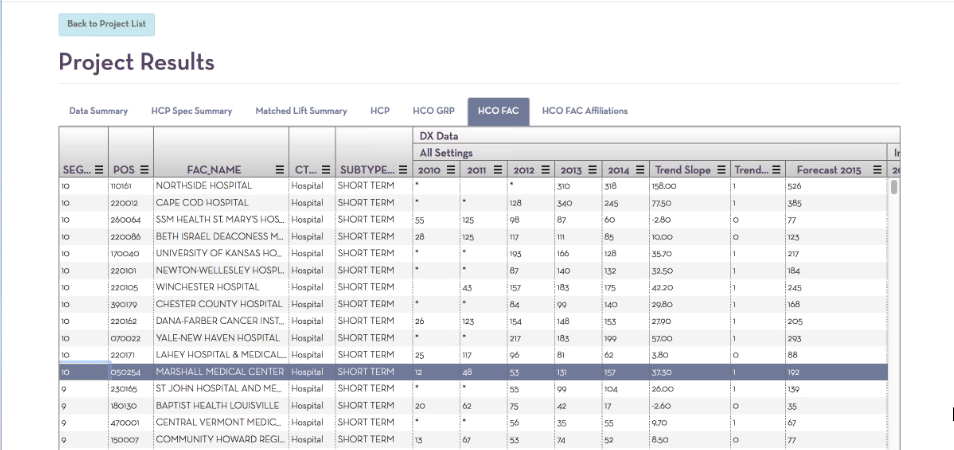 Back to Project List
Project Results
Data Summary HCP Spec Summary Matched Lift Summary HCP HCO GRP HCO FAC HCO FAC Affiliations
DX Data
All Settings In
SEG... POS FAC_NAME CT... SUBTYPE... 2010 2011 2012 2013 2014 Trend Slope Trend... Forecast 2015 20
10 110161 NORTHSIDE HOSPITAL Hospital SHORT TERM * * 310 318 158.00 1 526
10 220012 CAPE COD HOSPITAL Hospital SHORT TERM * * 128 340 245 77.50 1 385
10 260064 SSM HEALTH ST. MARY'S HOS... Hospital SHORT TERM 55 125 98 87 60 -2.80 0 77
10 220086 BETH ISRAEL DEACONESS M... Hospital SHORT TERM 28 125 117 111 85 10.00 0 123
10 170040 UNIVERSITY OF KANSAS HO... Hospital SHORT TERM * * 193 166 128 35.70 1 217
10 220101 NEWTON-WELLESLEY HOSPI... Hospital SHORT TERM * * 87 140 132 32.50 1 184
10 220105 WINCHESTER HOSPITAL Hospital SHORT TERM 43 157 183 175 42.20 1 245
10 390179 CHESTER COUNTY HOSPITAL Hospital SHORT TERM * * 84 99 140 29.80 1 168
10 220162 DANA-FARBER CANCER INST... Hospital SHORT TERM 26 123 154 148 153 27.90 1 205
10 070022 YALE-NEW HAVEN HOSPITAL Hospital SHORT TERM * * 217 183 199 57.00 1 293
10 220171 LAHEY HOSPITAL & MEDICAL... Hospital SHORT TERM 25 117 96 81 62 3.80 0 88
10 050254 MARSHALL MEDICAL CENTER Hospital SHORT TERM 12 48 53 131 157 37.30 1 192
9 230165 ST JOHN HOSPITAL AND ME... Hospital SHORT TERM * * 55 99 104 26.00 1 139
9 180130 BAPTIST HEALTH LOUISVILLE Hospital SHORT TERM 20 62 75 42 17 -2.60 0 35
9 470001 CENTRAL VERMONT MEDIC... Hospital SHORT TERM * * 56 35 55 9.70 1 67
9 150007 COMMUNITY HOWARD REGI... Hospital SHORT TERM 13 67 53 74 52 8.50 0 77